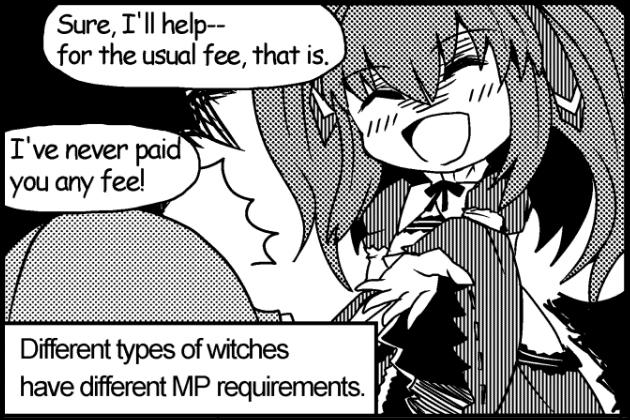 Sure, I'll help--
for the usual fee, that is.
I've never paid
you any fee!
Different types of witches
have different MP requirements.